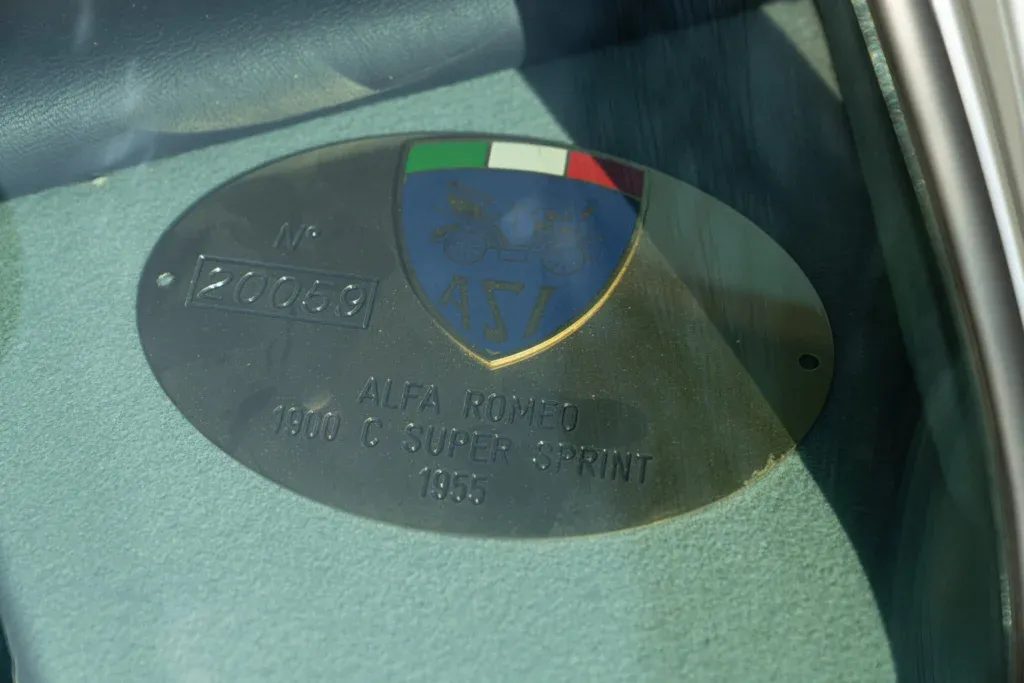 N°
20059
ASI
ALFA ROMEO
1900 C SUPER SPRINT
1955